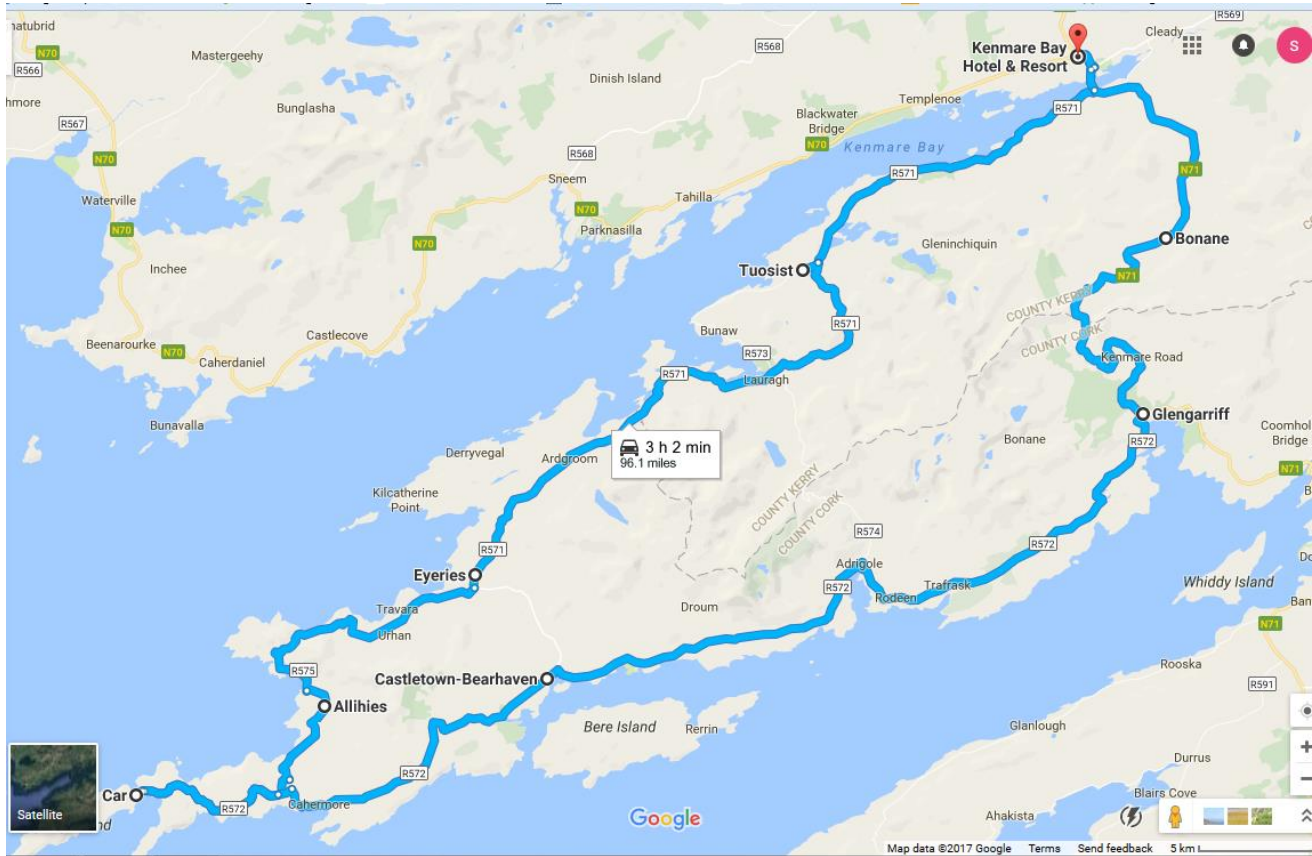 R569
Cleady
S
natubrid
N70
R566
Mastergeehy
R568
Kenmare Bay
Hotel & Resort
Dinish Island
hmore
Bunglasha
Templenoe
R571
Blackwater
Bridge
R567
N70
N70
Kenmare Bay
R568
Sneem
R571
N71
Waterville
N70
Tahilla
N70
Parknasilla
Bonane
N70
Gleninchiquin
Inchee
Tuosist
N71
COUNTY KERRY
COUNTY CORK
Castlecove
Bunaw
R571
Beenarourke
N70
Caherdaniel
R573
Kenmare Road
R571
Lauragh
Glengarriff
Bunavalla
3 h 2 min
96.1 miles
Bonane
R572
Coomhol
Bridge
Derryvegal
Ardgroom
N71
COUNTY KERRY
COUNTY CORK
Kilcatherine
Point
R574
R571
R572
Adrigole
Eyeries
R572
Trafrask
Whiddy Island
Rodeen
Travara
Droum
Ban
N71
Urhan
Rooska
R575
Castletown-Bearhaven
R591
Allihies
Bere Island
Rerrin
Glanlough
Durrus
R572
Car
R572
Cahermore
Blairs Cove
Satellite
nd
Google
Ahakista
Map data ©2017 Google Terms Send feedback 5 km